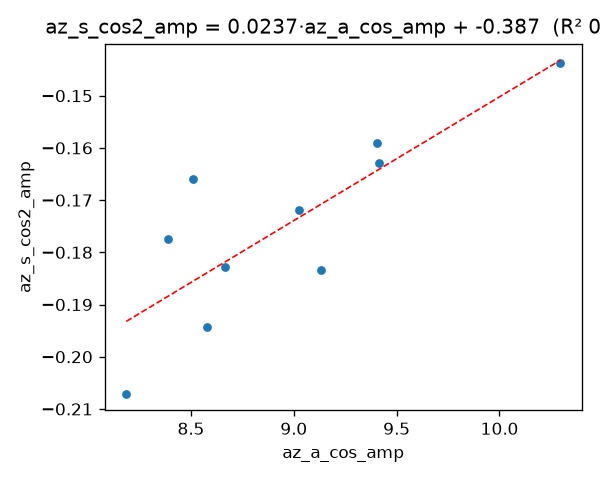 az_s_cos2_amp = 0.0237·az_a_cos_amp + -0.387  (R² 0
−0.15
−0.16
−0.17
−0.18
−0.19
−0.20
−0.21
az_s_cos2_amp
8.5 9.0 9.5 10.0
az_a_cos_amp